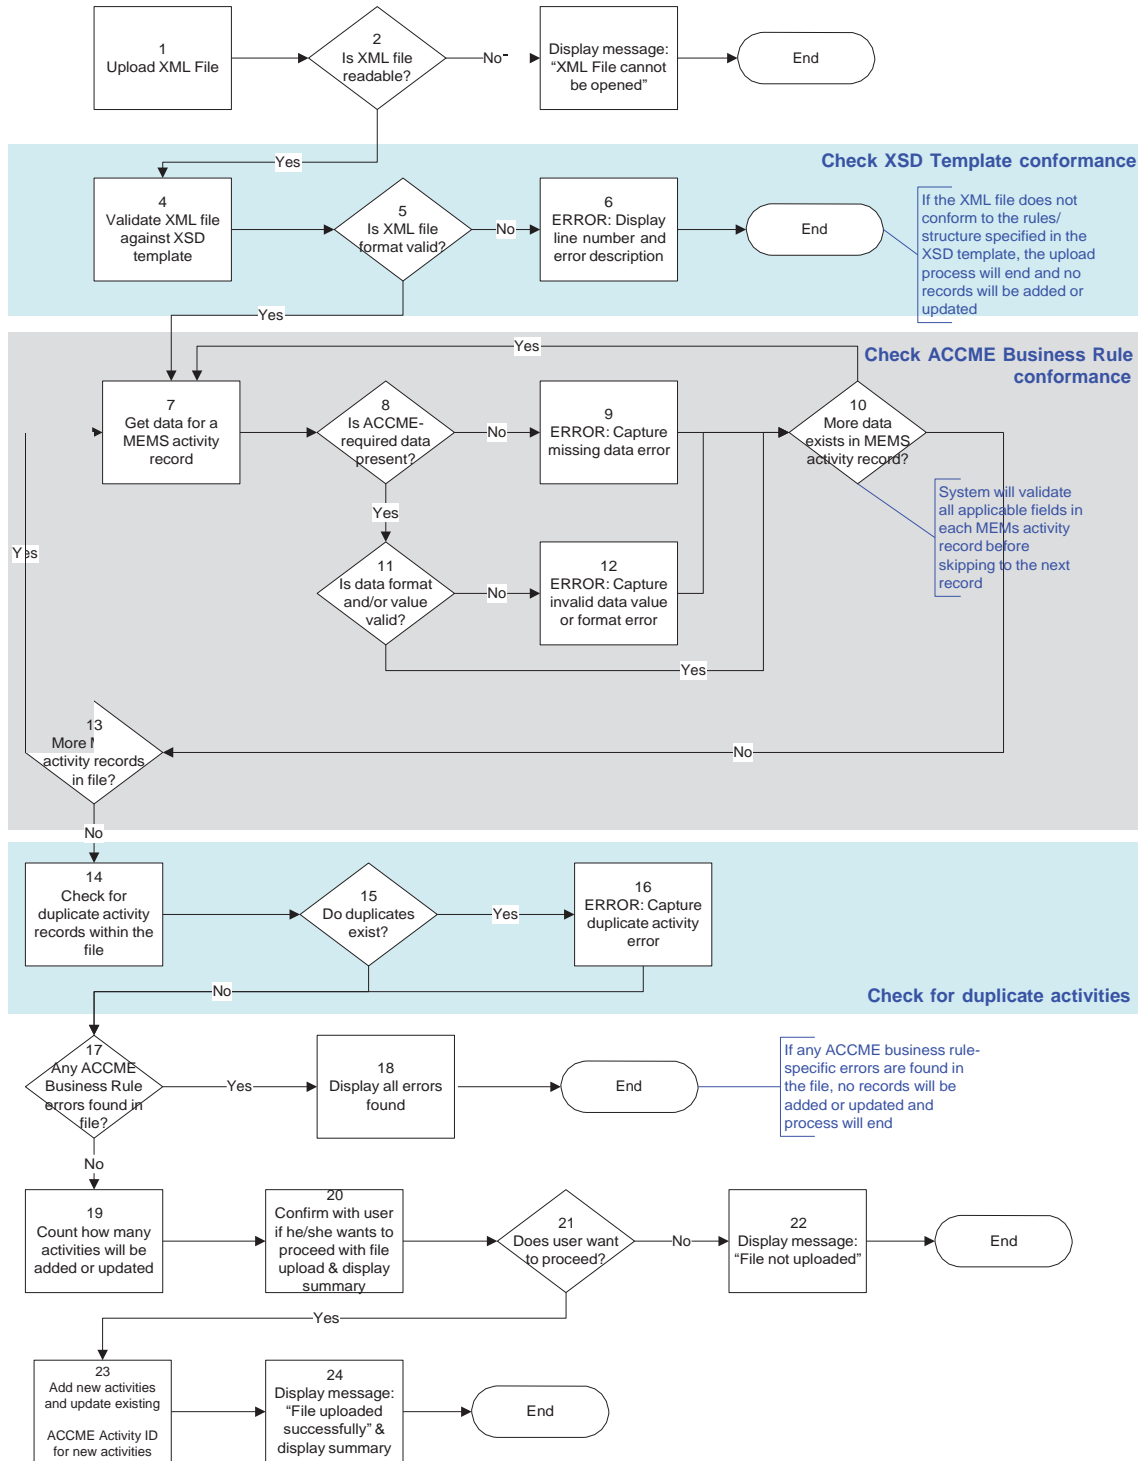 1
Upload XML File
2
Is XML file
readable?
No
Display message:
“XML File cannot
be opened”
End
Yes
Check XSD Template conformance
4
Validate XML file
against XSD
template
5
Is XML file
format valid?
No
6
ERROR: Display
line number and
error description
End
If the XML file does not
conform to the rules/
structure specified in the
XSD template, the upload
process will end and no
records will be added or
updated
Yes
Yes
Check ACCME Business Rule
conformance
7
Get data for a
MEMS activity
record
8
Is ACCME-
required data
present?
No
9
ERROR: Capture
missing data error
10
More data
exists in MEMS
activity record?
Yes
System will validate
all applicable fields in
each MEMs activity
record before
skipping to the next
record
Yes
11
Is data format
and/or value
valid?
No
12
ERROR: Capture
invalid data value
or format error
Yes
13
More
activity records
in file?
No
No
14
Check for
duplicate activity
records within the
file
15
Do duplicates
exist?
Yes
16
ERROR: Capture
duplicate activity
error
No
Check for duplicate activities
17
Any ACCME
Business Rule
errors found in
file?
Yes
18
Display all errors
found
End
If any ACCME business rule-
specific errors are found in
the file, no records will be
added or updated and
process will end
No
19
Count how many
activities will be
added or updated
20
Confirm with user
if he/she wants to
proceed with file
upload & display
summary
21
Does user want
to proceed?
No
22
Display message:
“File not uploaded”
End
Yes
23
Add new activities
and update existing
ACCME Activity ID
for new activities
24
Display message:
“File uploaded
successfully” &
display summary
End